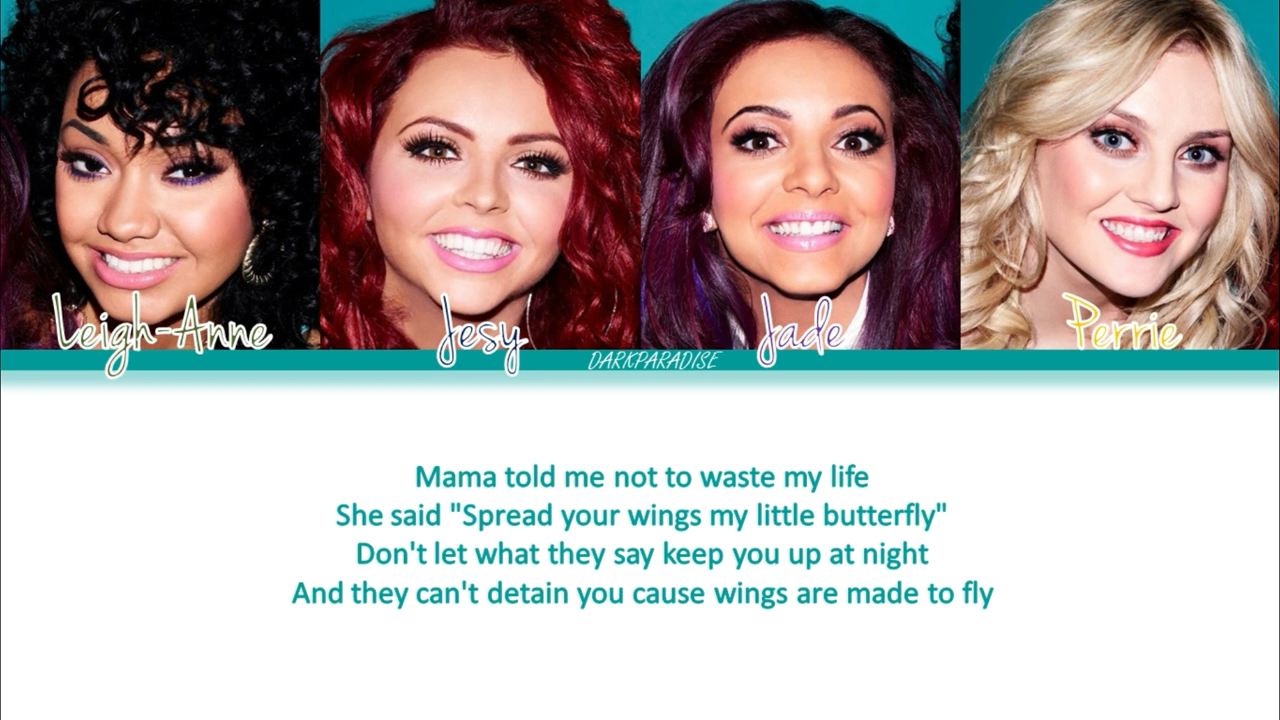 Leigh-Anne
Jesy
Jade
Perrie
DARKPARADISE
Mama told me not to waste my life
She said "Spread your wings my little butterfly"
Don't let what they say keep you up at night
And they can't detain you cause wings are made to fly